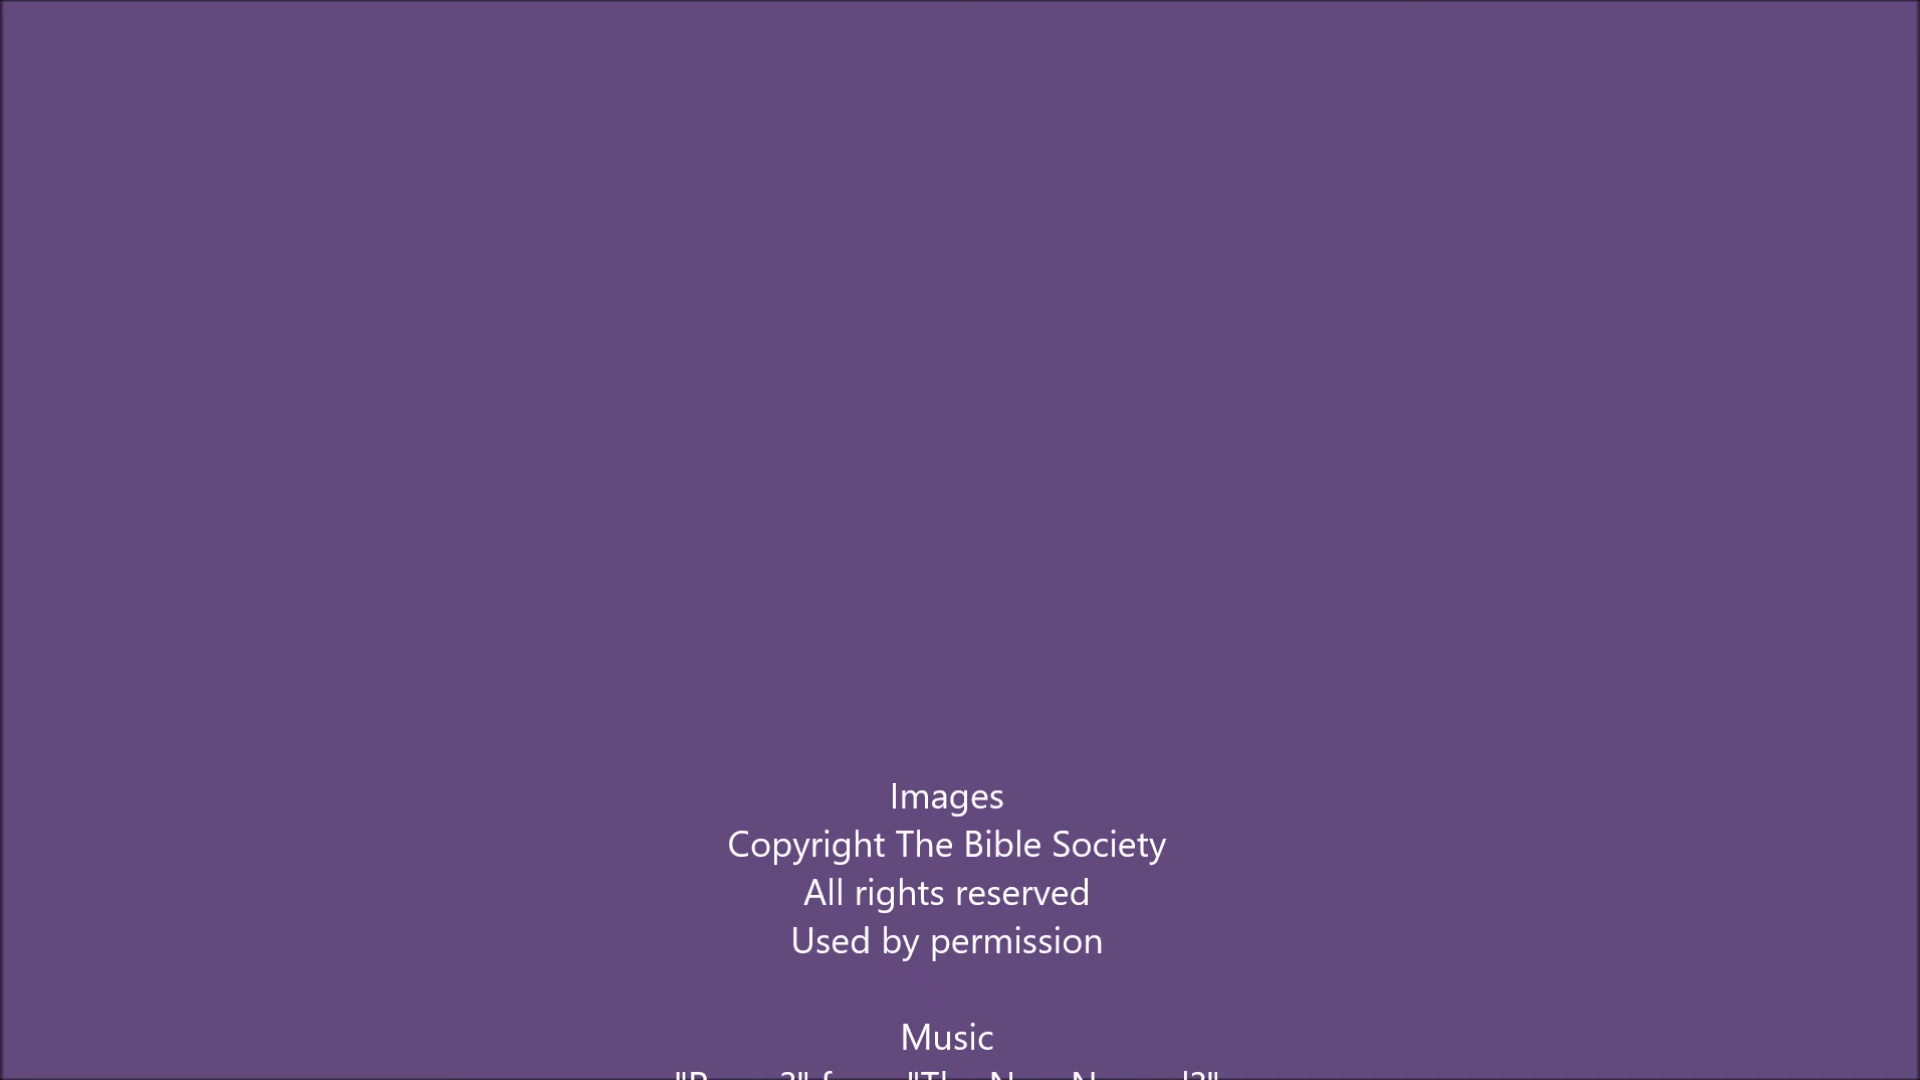 Images
Copyright The Bible Society
All rights reserved
Used by permission
Music